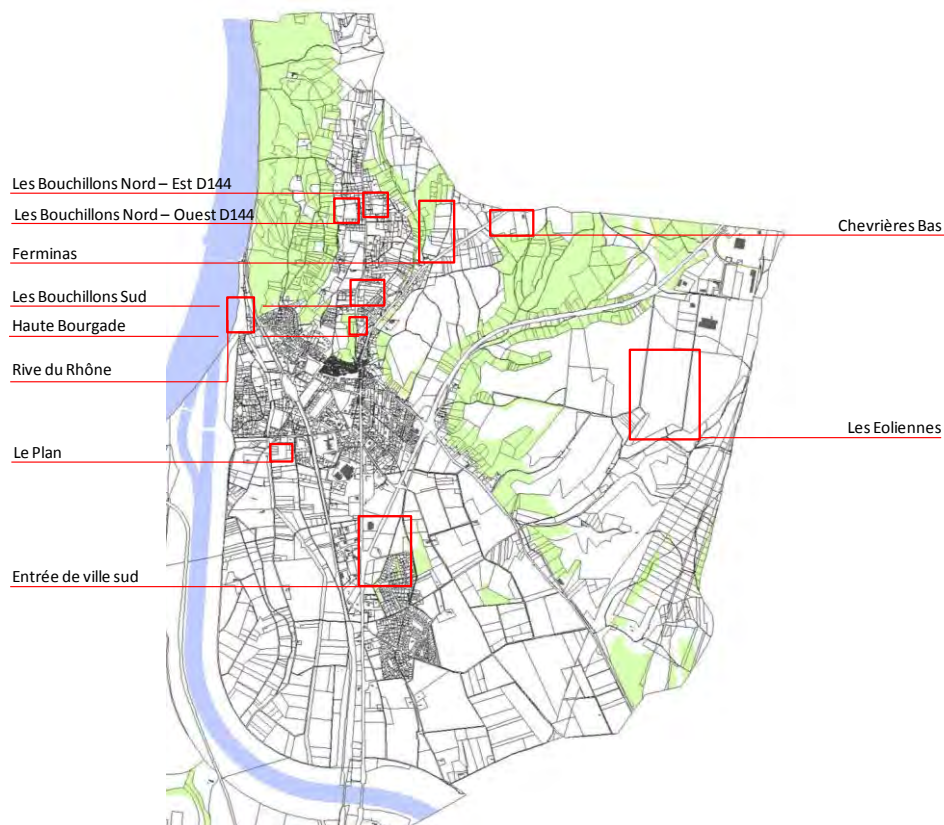 Les Bouchillons Nord – Est D144
Les Bouchillons Nord – Ouest D144
Chevrières Bas
Ferminas
Les Bouchillons Sud
Haute Bourgade
Rive du Rhône
Les Eoliennes
Le Plan
Entrée de ville sud